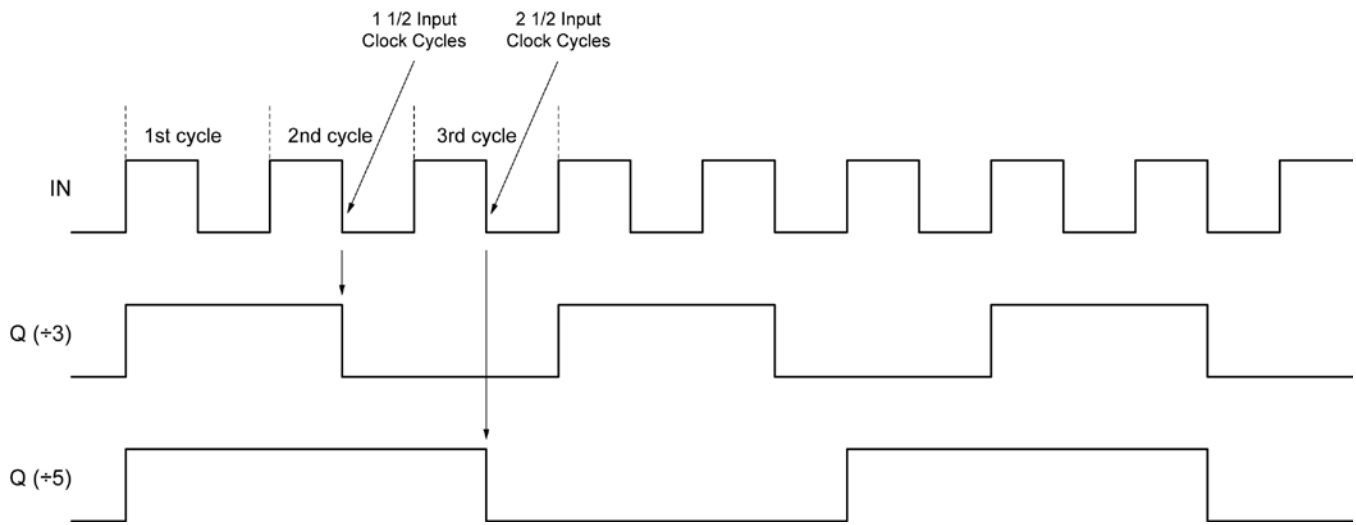 1 1/2 Input
Clock Cycles
2 1/2 Input
Clock Cycles
1st cycle
2nd cycle
3rd cycle
IN
Q (÷3)
Q (÷5)